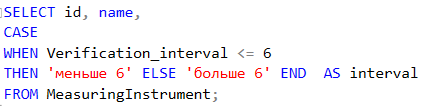 SELECT id, name,
CASE
WHEN Verification_interval <= 6
THEN 'меньше 6' ELSE 'больше 6' END  AS interval
FROM MeasuringInstrument;